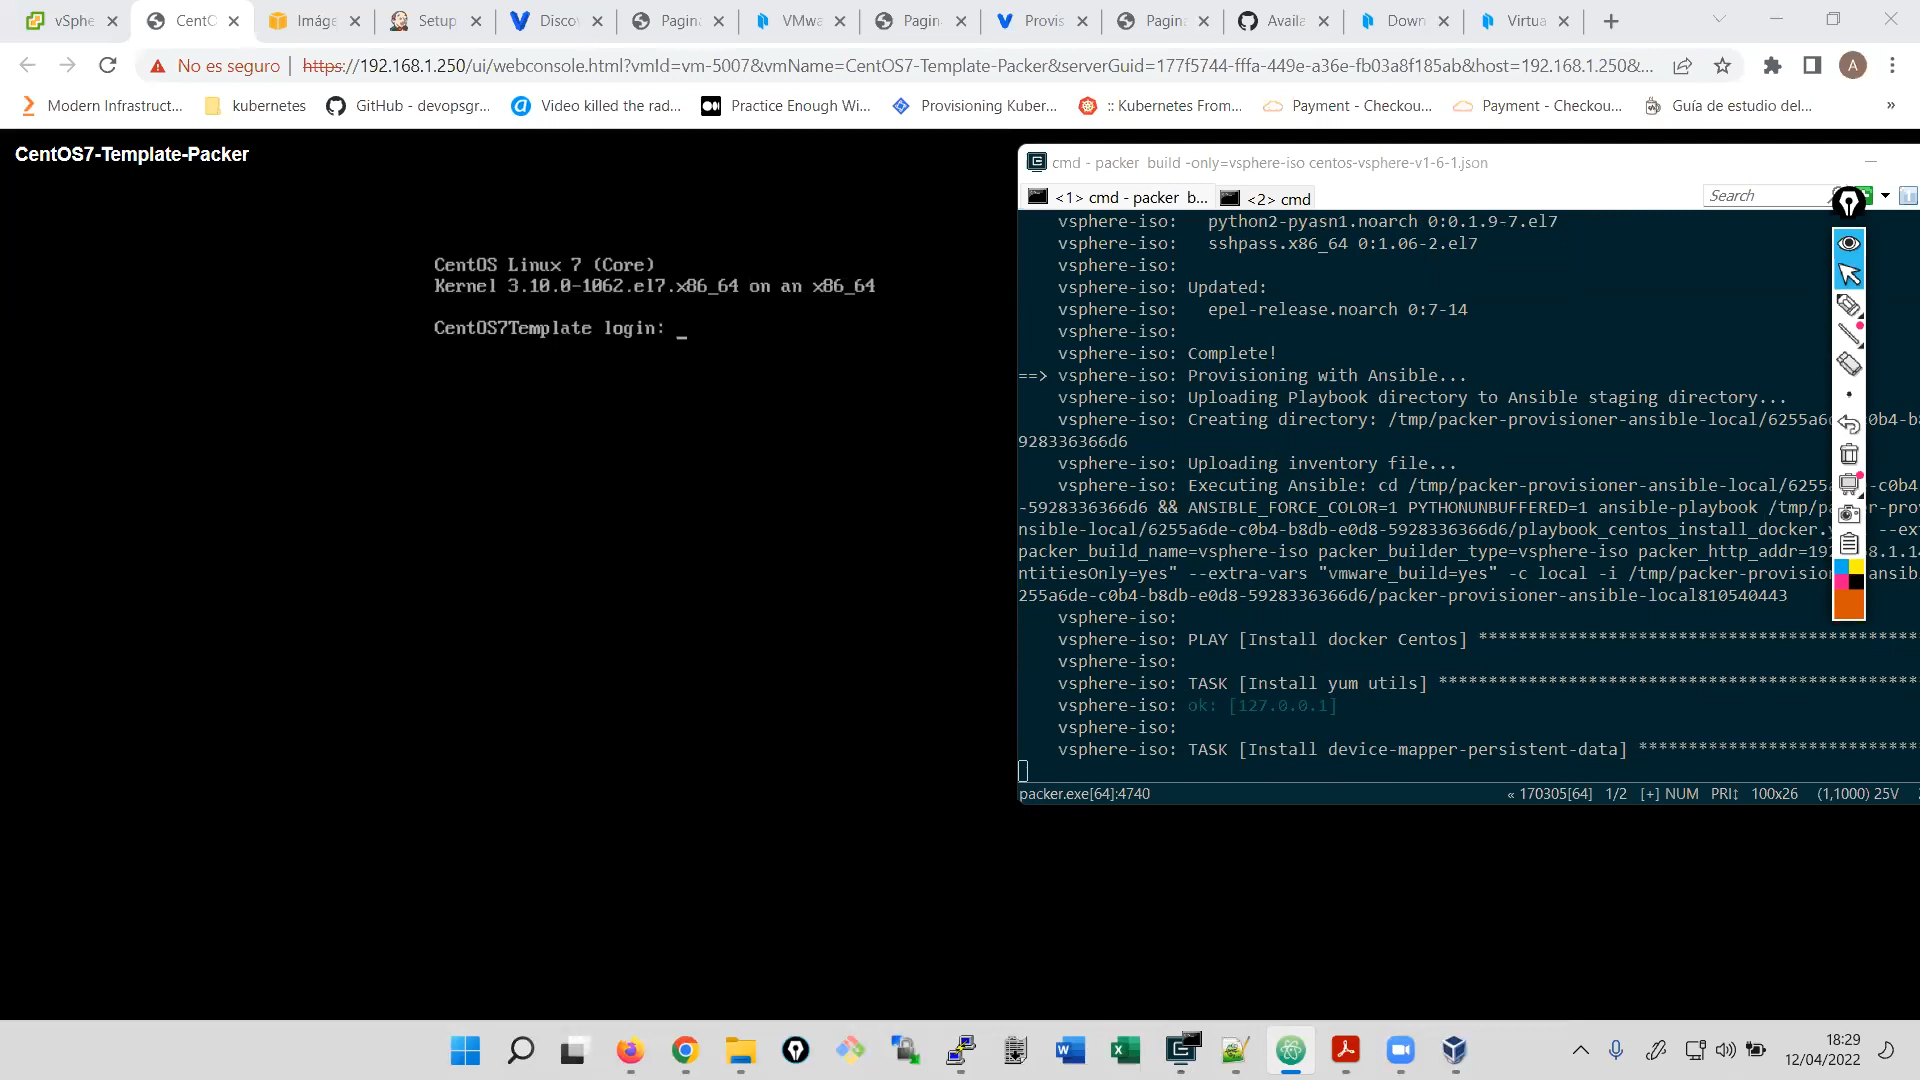 vSphe
CentC
Imáge
Setup
Disco
Pagin
VMwa
Pagin
Provis
Pagin
Availa
Down
Virtua
No es seguro
https://192.168.1.250/ui/webconsole.html?vmId=vm-5007&vmName=CentOS7-Template-Packer&serverGuid=177f5744-fffa-449e-a36e-fb03a8f185ab&host=192.168.1.250&...
A
Modern Infrastruct...
kubernetes
GitHub - devopsgr...
Video killed the rad...
Practice Enough Wi...
Provisioning Kuber...
:: Kubernetes From...
Payment - Checkou...
Payment - Checkou...
Guía de estudio del...
»
CentOS7-Template-Packer
CentOS Linux 7 (Core)
Kernel 3.10.0-1062.el7.x86_64 on an x86_64
CentOS7Template login: _
cmd - packer build -only=vsphere-iso centos-vsphere-v1-6-1.json
<1> cmd - packer b...
<2> cmd
Search
vsphere-iso: python2-pyasn1.noarch 0:0.1.9-7.el7
vsphere-iso: sshpass.x86_64 0:1.06-2.el7
vsphere-iso:
vsphere-iso: Updated:
vsphere-iso: epel-release.noarch 0:7-14
vsphere-iso:
vsphere-iso: Complete!
==> vsphere-iso: Provisioning with Ansible...
vsphere-iso: Uploading Playbook directory to Ansible staging directory...
vsphere-iso: Creating directory: /tmp/packer-provisioner-ansible-local/6255a6d c0b4-b8
928336366d6
vsphere-iso: Uploading inventory file...
vsphere-iso: Executing Ansible: cd /tmp/packer-provisioner-ansible-local/6255a -c0b4
-5928336366d6 && ANSIBLE_FORCE_COLOR=1 PYTHONUNBUFFERED=1 ansible-playbook /tmp/pa
nsible-local/6255a6de-c0b4-b8db-e0d8-5928336366d6/playbook_centos_install_docker.y --ext
packer_build_name=vsphere-iso packer_builder_type=vsphere-iso packer_http_addr=192 8.1.14
ntitiesOnly=yes" --extra-vars "vmware_build=yes" -c local -i /tmp/packer-provision ansib
255a6de-c0b4-b8db-e0d8-5928336366d6/packer-provisioner-ansible-local810540443
vsphere-iso:
vsphere-iso: PLAY [Install docker Centos] ********************************************
vsphere-iso:
vsphere-iso: TASK [Install yum utils] ************************************************
vsphere-iso: ok: [127.0.0.1]
vsphere-iso:
vsphere-iso: TASK [Install device-mapper-persistent-data] ****************************
packer.exe[64]:4740
« 170305[64] 1/2 [+] NUM PRI↕ 100x26 (1,1000) 25V
18:29
12/04/2022